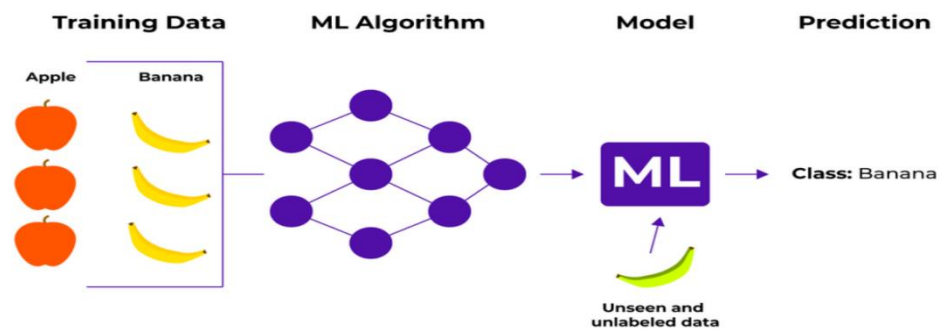 Training Data
ML Algorithm
Model
Prediction
Apple
Banana
ML
Class: Banana
Unseen and
unlabeled data